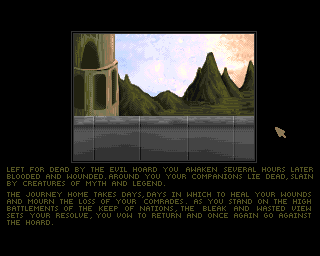 LEFT FOR DEAD BY THE EVIL HOARD YOU AWAKEN SEVERAL HOURS LATER
BLOODED AND WOUNDED. AROUND YOU YOUR COMPANIONS LIE DEAD, SLAIN
BY CREATURES OF MYTH AND LEGEND.
THE JOURNEY HOME TAKES DAYS, DAYS IN WHICH TO HEAL YOUR WOUNDS
AND MOURN THE LOSS OF YOUR COMRADES. AS YOU STAND ON THE HIGH
BATTLEMENTS OF THE KEEP OF NATIONS, THE BLEAK AND WASTED VIEW
SETS YOUR RESOLVE, YOU VOW TO RETURN AND ONCE AGAIN GO AGAINST
THE HOARD.